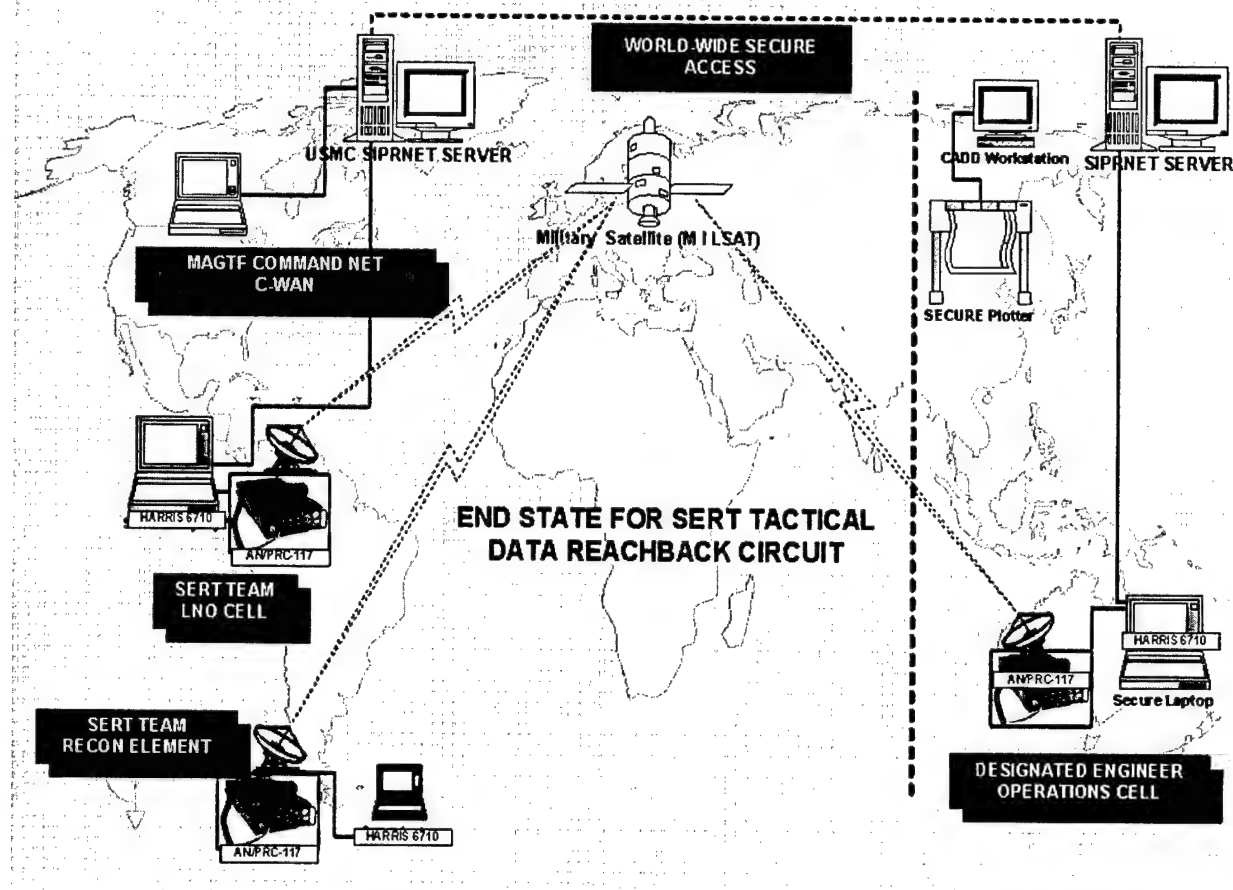 WORLD-WIDE SECURE
ACCESS
USMC SIPRNET SERVER
CADD Workstation
SIPRNET SERVER
Military Satellite (MILSAT)
MAGTF COMMAND NET
C-WAN
SECURE Plotter
HARRIS 6710
AN/PRC-117
END STATE FOR SERT TACTICAL
DATA REACHBACK CIRCUIT
SERT TEAM
LNO CELL
HARRIS 6710
AN/PRC-117
Secure Laptop
SERT TEAM
RECON ELEMENT
DESIGNATED ENGINEER
OPERATIONS CELL
HARRIS 6710
AN/PRC-117